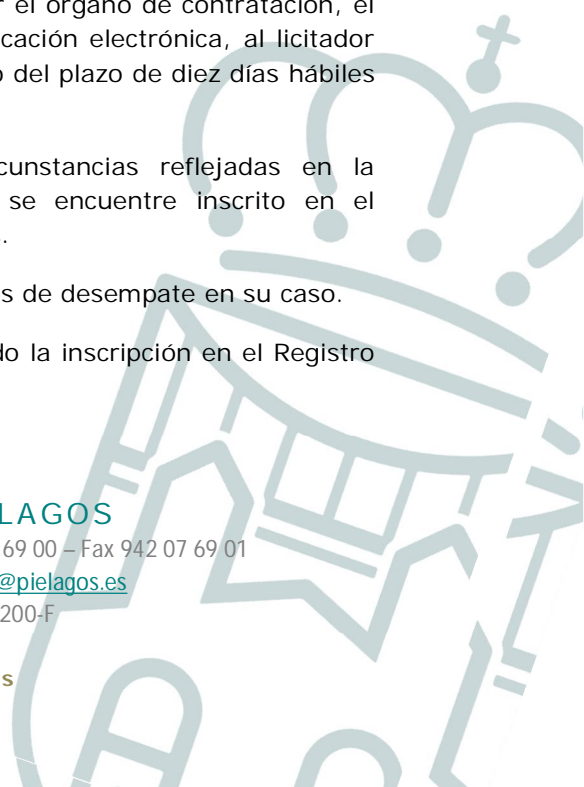 r el órgano de contratación, el
cación electrónica, al licitador
o del plazo de diez días hábiles
cunstancias reflejadas en la
se encuentre inscrito en el
.
s de desempate en su caso.
do la inscripción en el Registro
LAGOS
69 00 – Fax 942 07 69 01
@pielagos.es
200-F
s